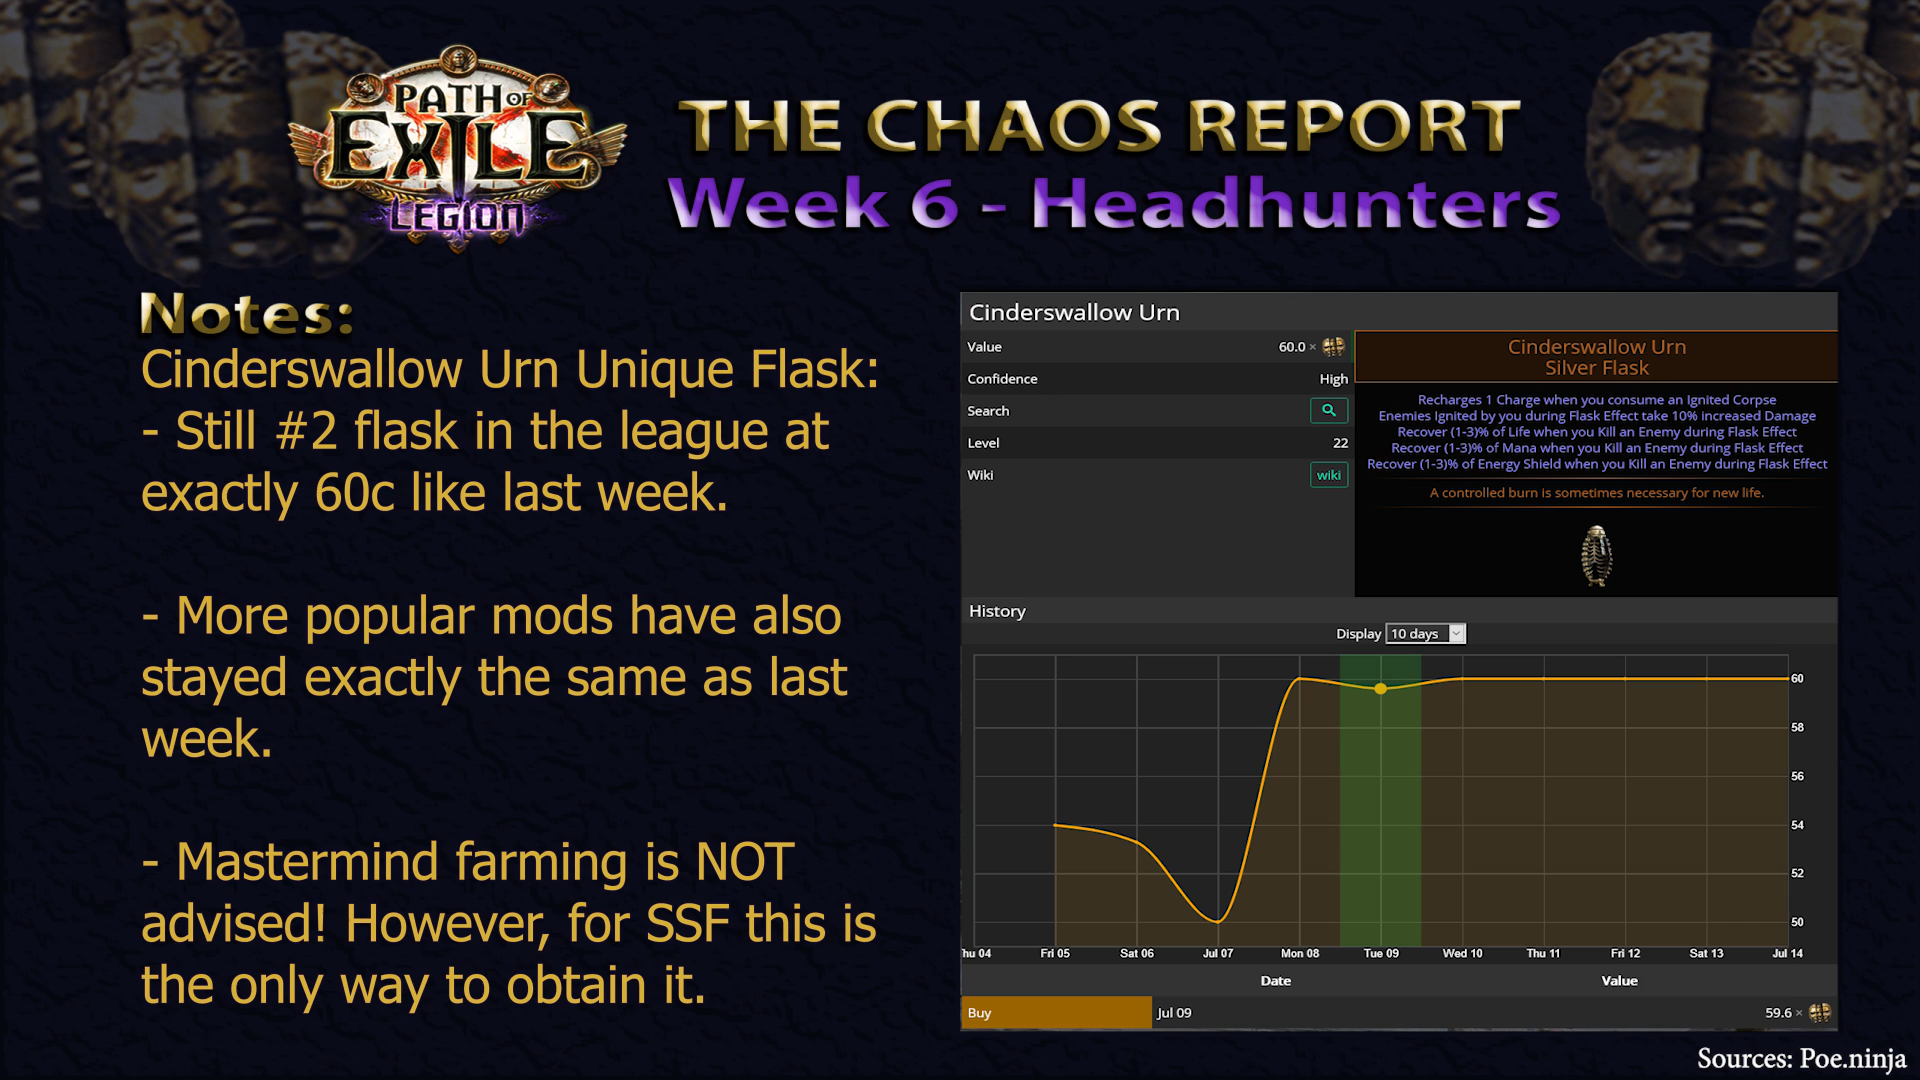 PATH OF
EXILE
LEGION
THE CHAOS REPORT
Week 6 - Headhunters
Notes:
Cinderswallow Urn Unique Flask:
- Still #2 flask in the league at
exactly 60c like last week.
- More popular mods have also
stayed exactly the same as last
week.
- Mastermind farming is NOT
advised! However, for SSF this is
the only way to obtain it.
Cinderswallow Urn
Value 60.0 ×
Confidence High
Search
Level 22
Wiki wiki
Cinderswallow Urn
Silver Flask
Recharges 1 Charge when you consume an Ignited Corpse
Enemies Ignited by you during Flask Effect take 10% increased Damage
Recover (1-3)% of Life when you Kill an Enemy during Flask Effect
Recover (1-3)% of Mana when you Kill an Enemy during Flask Effect
Recover (1-3)% of Energy Shield when you Kill an Enemy during Flask Effect
A controlled burn is sometimes necessary for new life.
History
Display 10 days
60
58
56
54
52
50
hu 04 Fri 05 Sat 06 Jul 07 Mon 08 Tue 09 Wed 10 Thu 11 Fri 12 Sat 13 Jul 14
Date Value
Buy Jul 09 59.6 ×
Sources: Poe.ninja